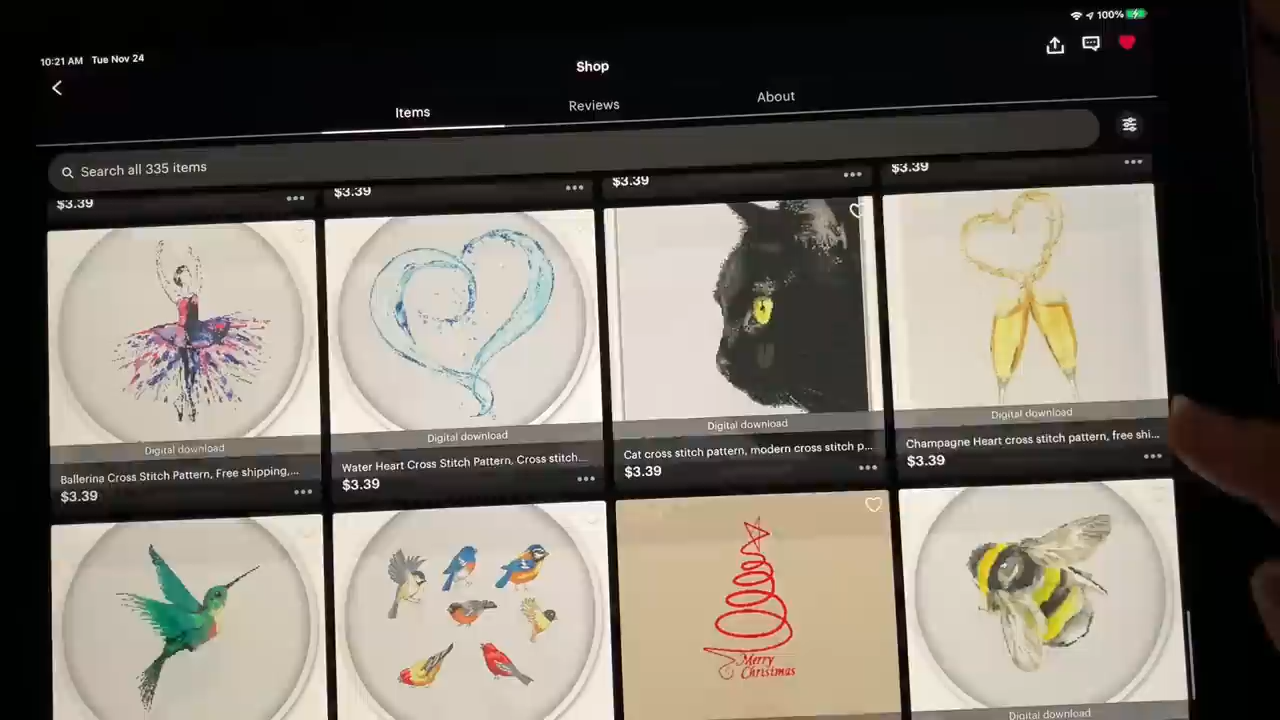 10:21 AM Tue Nov 24
100%
Shop
Items
Reviews
About
Search all 335 items
$3.39
$3.39
$3.39
$3.39
Digital download
Digital download
Digital download
Digital download
Ballerina Cross Stitch Pattern, Free shipping,...
$3.39
Water Heart Cross Stitch Pattern, Cross stitch...
$3.39
Cat cross stitch pattern, modern cross stitch p...
$3.39
Champagne Heart cross stitch pattern, free shi...
$3.39
Merry
Christmas
Digital download